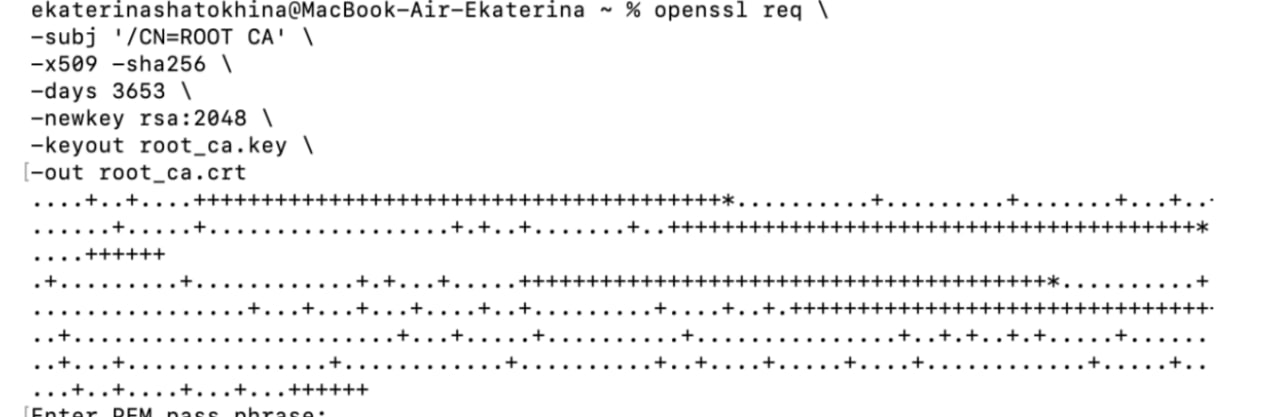 ekaterinashatokhina@MacBook-Air-Ekaterina ~ % openssl req \
-subj '/CN=ROOT CA' \
-x509 -sha256 \
-days 3653 \
-newkey rsa:2048 \
-keyout root_ca.key \
[-out root_ca.crt
....+..+....+++++++++++++++++++++++++++++++++++++++*..........+.........+.......+...+...
......+.....+..................+.+..+.......+..+++++++++++++++++++++++++++++++++++++++*
....++++++
.+.........+............+.+...+.....+++++++++++++++++++++++++++++++++++++++*..........+
................+...+...+...+....+..+.........+....+..+.+++++++++++++++++++++++++++++++.
..+........................+...+.....+..........+...............+..+.+..+.+.....+......
..+...+...............+............+..........+..+....+.....+....+............+.....+..
...+..+....+...+...++++++
[Enter PEM pass phrase: